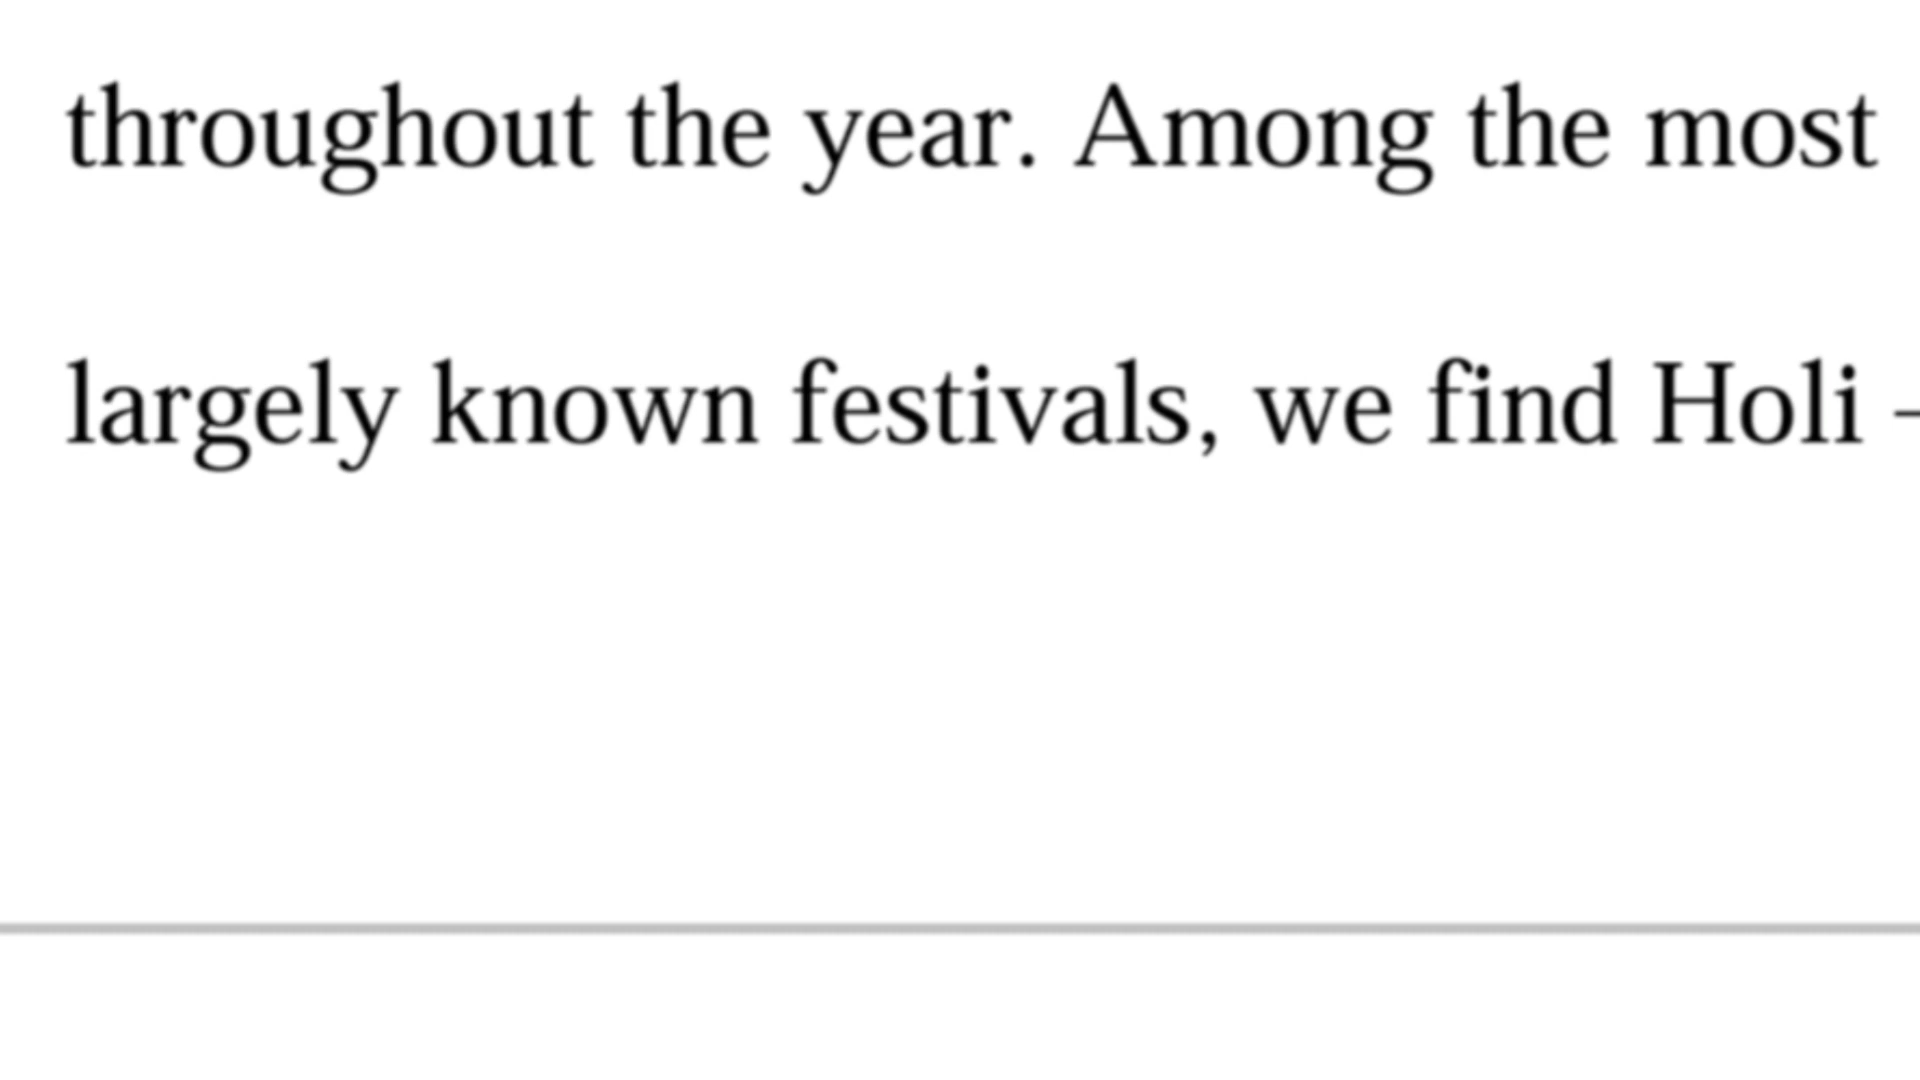 throughout the year. Among the most
largely known festivals, we find Holi –